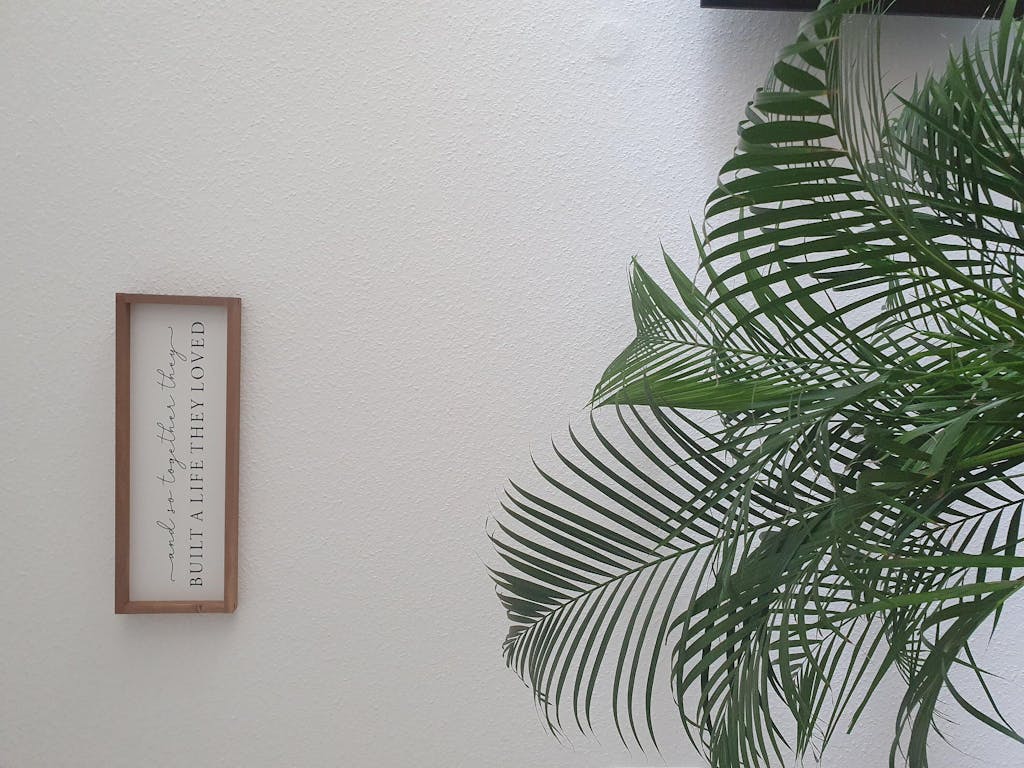 and so together they
BUILT A LIFE THEY LOVED